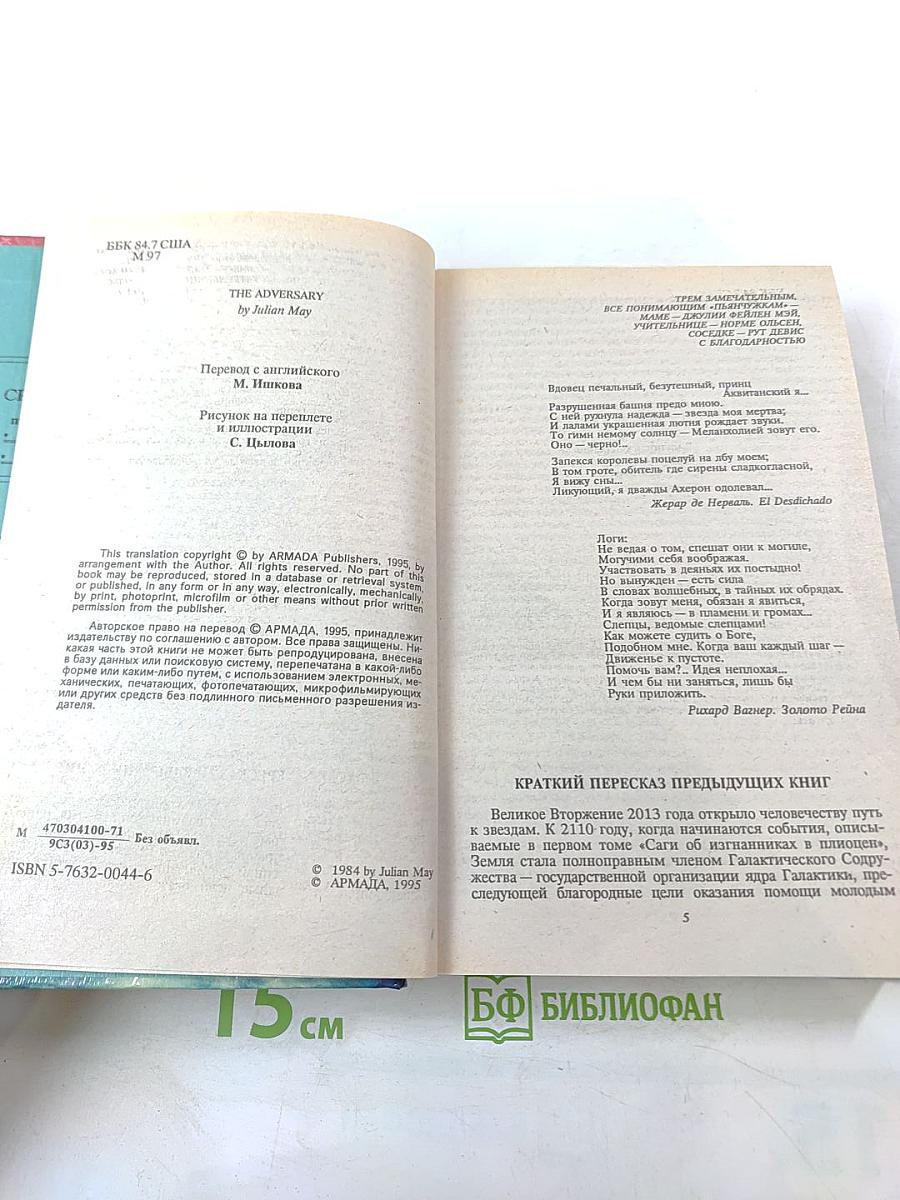 ББК 84.7 США
М 97
THE ADVERSARY
by Julian May
Перевод с английского
М. Ишкова
Рисунок на переплете
и иллюстрации
С. Цылова
This translation copyright © by ARMADA Publishers, 1995, by
arrangement with the Author. All rights reserved. No part of this
book may be reproduced, stored in a database or retrieval system,
or published, in any form or in any way, electronically, mechanically,
by print, photoprint, microfilm or other means without prior written
permission from the publisher.
Авторское право на перевод © АРМАДА, 1995, принадлежит
издательству по соглашению с автором. Все права защищены. Ни-
какая часть этой книги не может быть репродуцирована, внесена
в базу данных или поисковую систему, перепечатана в какой-либо
форме или каким-либо путем, с использованием электронных, ме-
ханических, печатающих, фотопечатающих, микрофильмирующих
или других средств без подлинного письменного разрешения из-
дателя.
М 470304100-71
9С3(03)-95 Без объявл.
ISBN 5-7632-0044-6
© 1984 by Julian May
© АРМАДА, 1995
ТРЕМ ЗАМЕЧАТЕЛЬНЫМ,
ВСЕ ПОНИМАЮЩИМ «ПЬЯНЧУЖКАМ» —
МАМЕ — ДЖУЛИИ ФЕЙЛЕН МЭЙ,
УЧИТЕЛЬНИЦЕ — НОРМЕ ОЛЬСЕН,
СОСЕДКЕ — РУТ ДЕВИС
С БЛАГОДАРНОСТЬЮ
Вдовец печальный, безутешный, принц
Аквитанский я...
Разрушенная башня предо мною.
С ней рухнула надежда — звезда моя мертва;
И лалами украшенная лютня рождает звуки.
То гимн немому солнцу — Меланхолией зовут его.
Оно — черно!..
Запекся королевы поцелуй на лбу моем;
В том гроте, обитель где сирены сладкогласной,
Я вижу сны...
Ликующий, я дважды Ахерон одолевал...
Жерар де Нерваль. El Desdichado
Логи:
Не ведая о том, спешат они к могиле,
Могучими себя воображая.
Участвовать в деяньях их постыдно!
Но вынужден — есть сила
В словах волшебных, в тайных их обрядах.
Когда зовут меня, обязан я явиться,
И я являюсь — в пламени и громах...
Слепцы, ведомые слепцами!
Как можете судить о Боге,
Подобном мне. Когда ваш каждый шаг —
Движенье к пустоте.
Помочь вам?.. Идея неплохая...
И чем бы ни заняться, лишь бы
Руки приложить.
Рихард Вагнер. Золото Рейна
КРАТКИЙ ПЕРЕСКАЗ ПРЕДЫДУЩИХ КНИГ
Великое Вторжение 2013 года открыло человечеству путь
к звездам. К 2110 году, когда начинаются события, описы-
ваемые в первом томе «Саги об изгнанниках в плиоцен»,
Земля стала полноправным членом Галактического Содру-
жества — государственной организации ядра Галактики, пре-
следующей благородные цели оказания помощи молодым
5
15 см
БФ БИБЛИОФАН